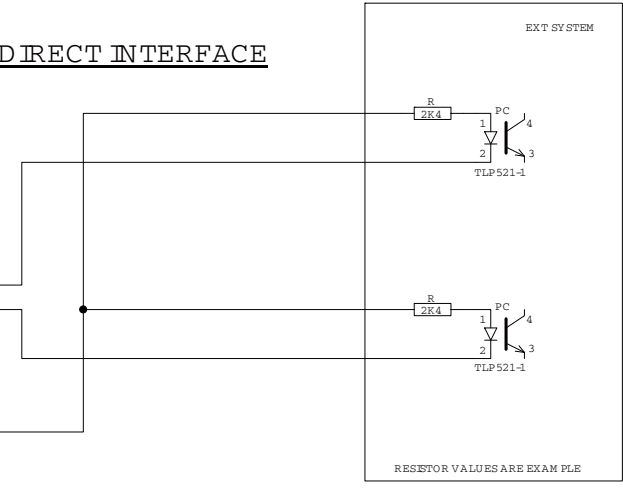 EXT SYSTEM
DIRECT INTERFACE
R
2K4
PC
1
4
2
3
TLP521-1
R
2K4
PC
1
4
2
3
TLP521-1
RESISTOR VALUES ARE EXAMPLE